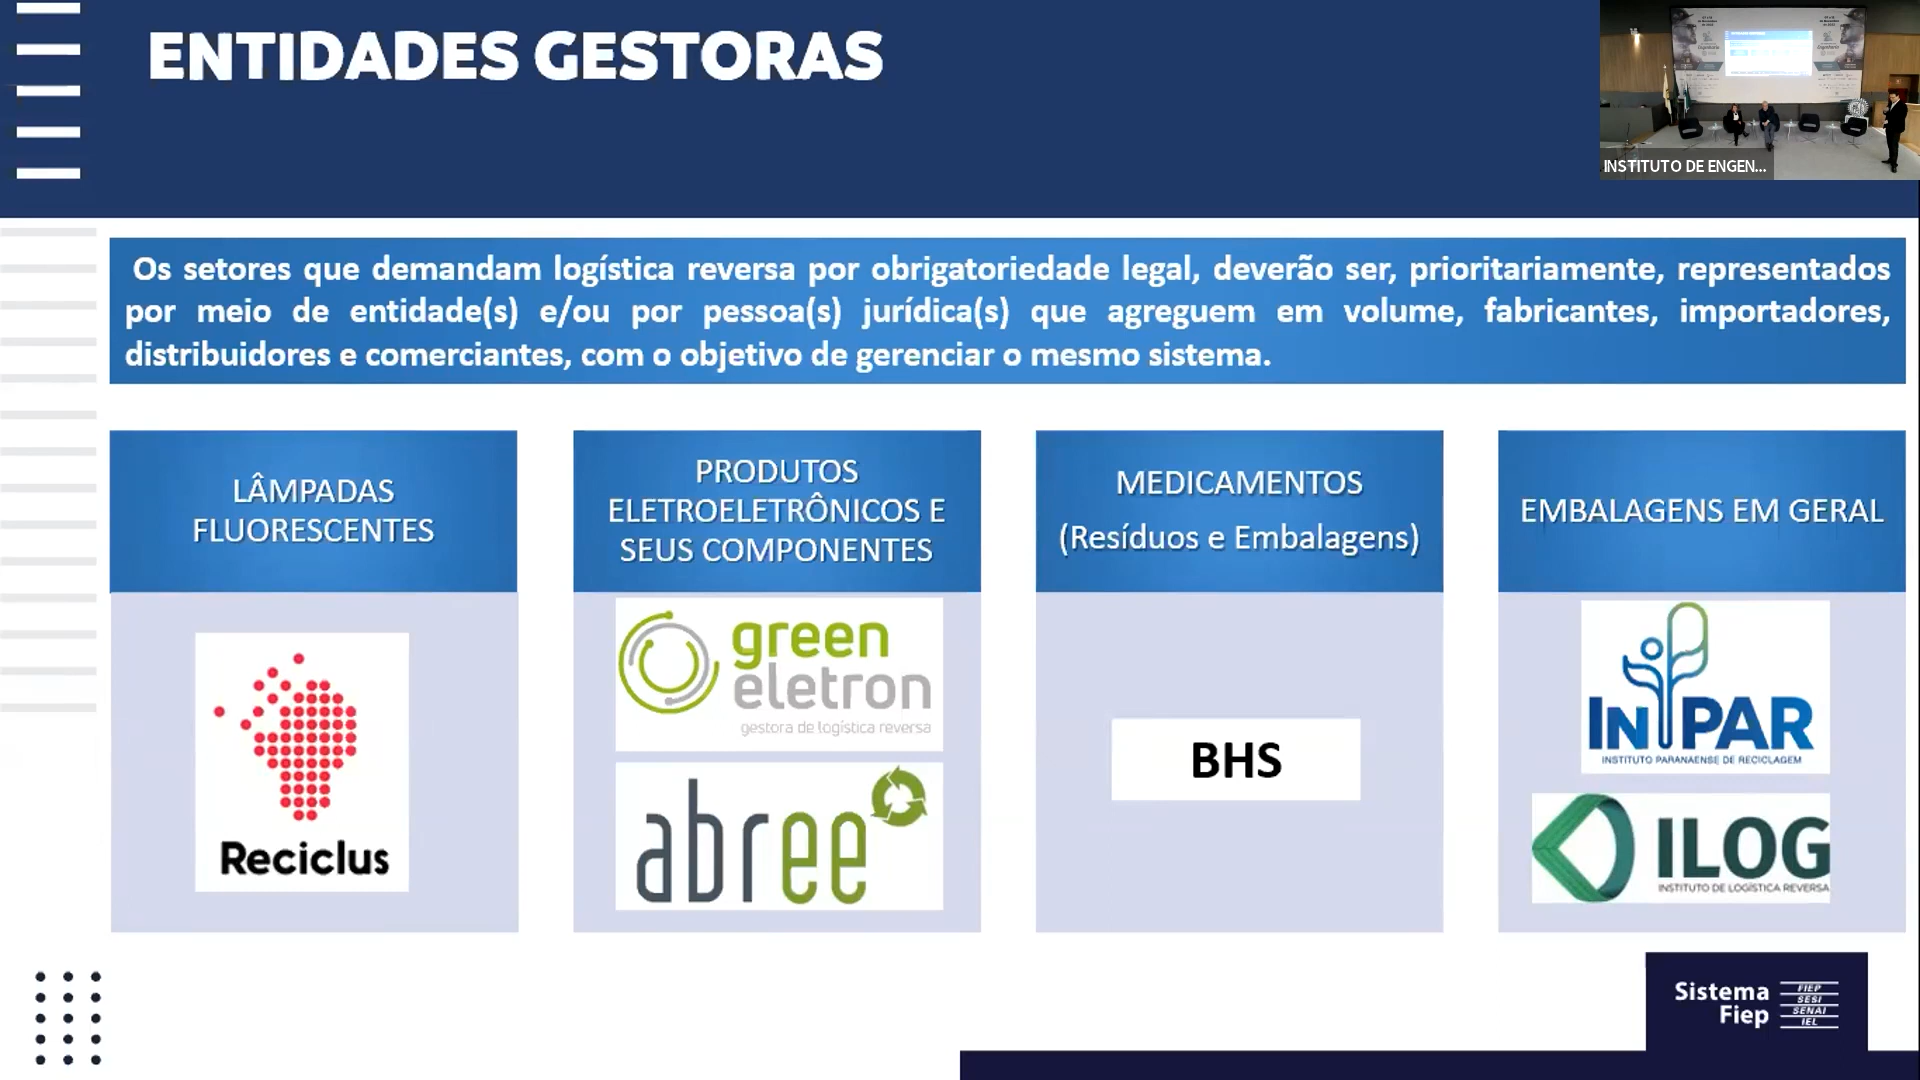 ENTIDADES GESTORAS
INSTITUTO DE ENGEN...
Os setores que demandam logística reversa por obrigatoriedade legal, deverão ser, prioritariamente, representados
por meio de entidade(s) e/ou por pessoa(s) jurídica(s) que agreguem em volume, fabricantes, importadores,
distribuidores e comerciantes, com o objetivo de gerenciar o mesmo sistema.
LÂMPADAS
FLUORESCENTES
Reciclus
PRODUTOS
ELETROELETRÔNICOS E
SEUS COMPONENTES
green
eletron
gestora de logística reversa
abree
MEDICAMENTOS
(Resíduos e Embalagens)
BHS
EMBALAGENS EM GERAL
INPAR
INSTITUTO PARANAENSE DE RECICLAGEM
ILOG
INSTITUTO DE LOGÍSTICA REVERSA
Sistema
Fiep
FIEP
SESI
SENAI
IEL